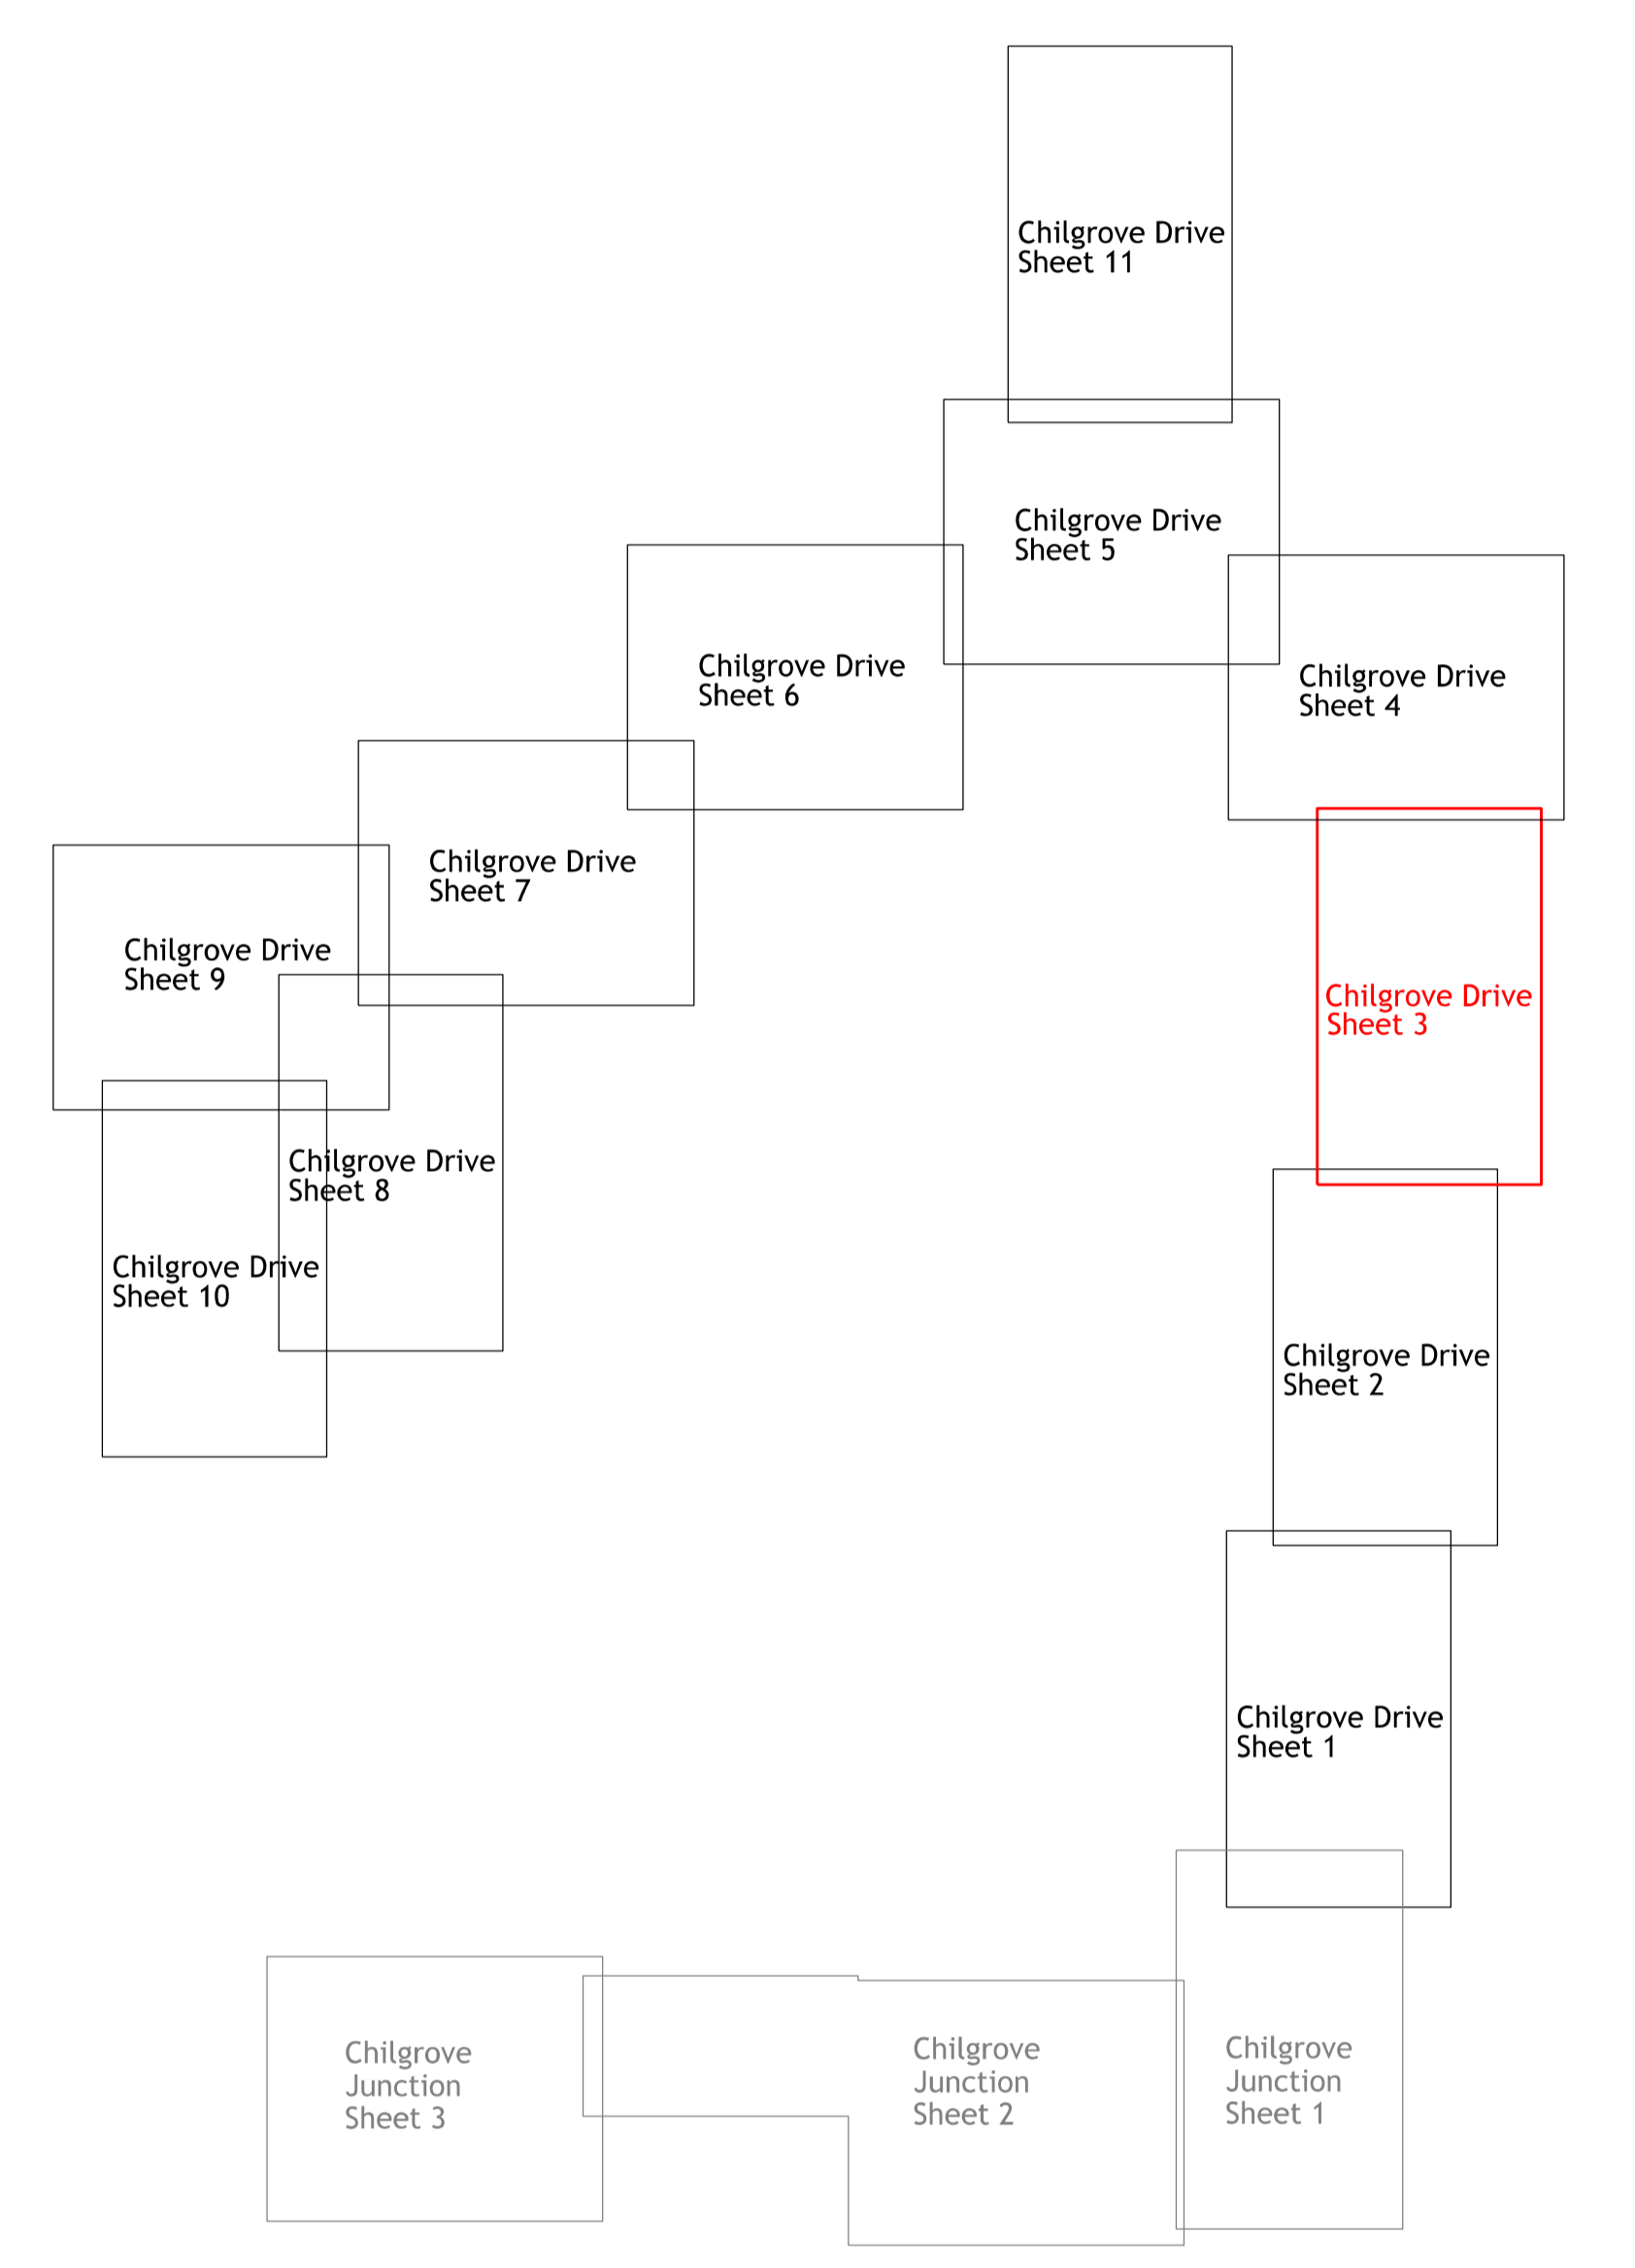 Chilgrove Drive
Sheet 11
Chilgrove Drive
Sheet 5
Chilgrove Drive
Sheet 6
Chilgrove Drive
Sheet 4
Chilgrove Drive
Sheet 7
Chilgrove Drive
Sheet 9
Chilgrove Drive
Sheet 3
Chilgrove Drive
Sheet 8
Chilgrove Drive
Sheet 10
Chilgrove Drive
Sheet 2
Chilgrove Drive
Sheet 1
Chilgrove
Junction
Sheet 3
Chilgrove
Junction
Sheet 2
Chilgrove
Junction
Sheet 1